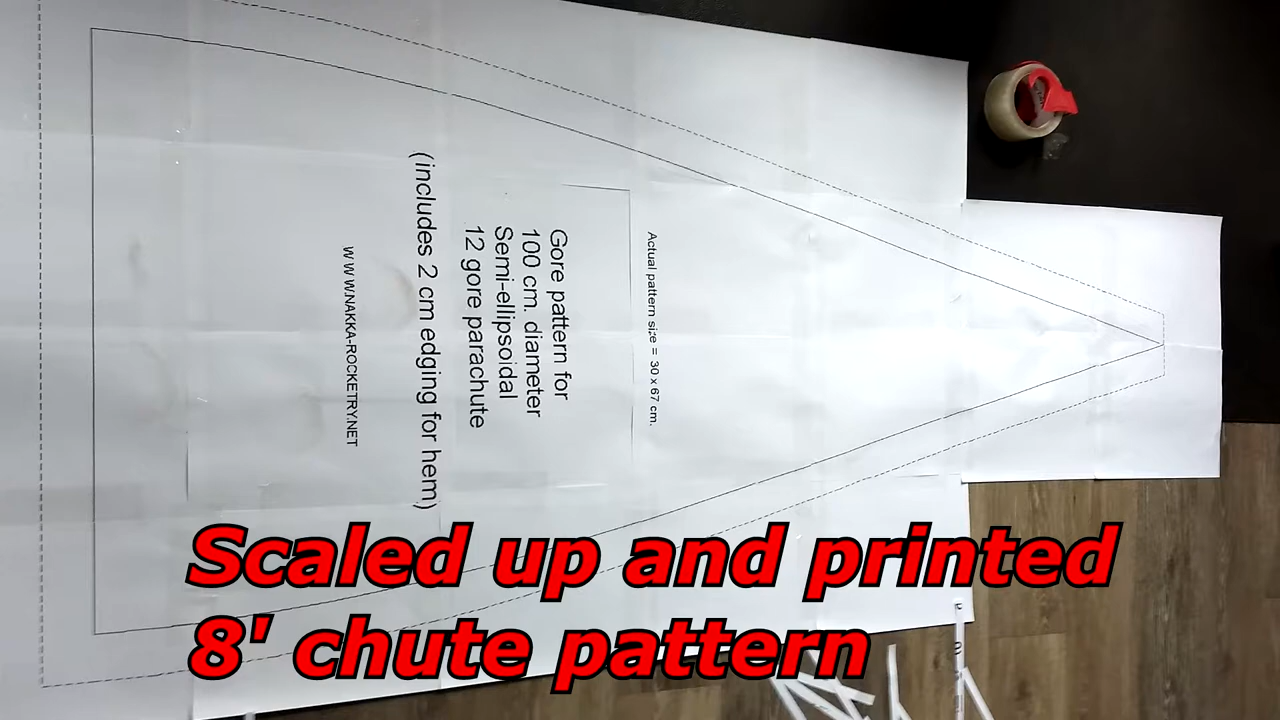 Actual pattern size = 30 x 67 cm.
Gore pattern for
100 cm. diameter
Semi-ellipsoidal
12 gore parachute
(includes 2 cm edging for hem)
WWW.NAKKA-ROCKETRY.NET
Scaled up and printed
8' chute pattern